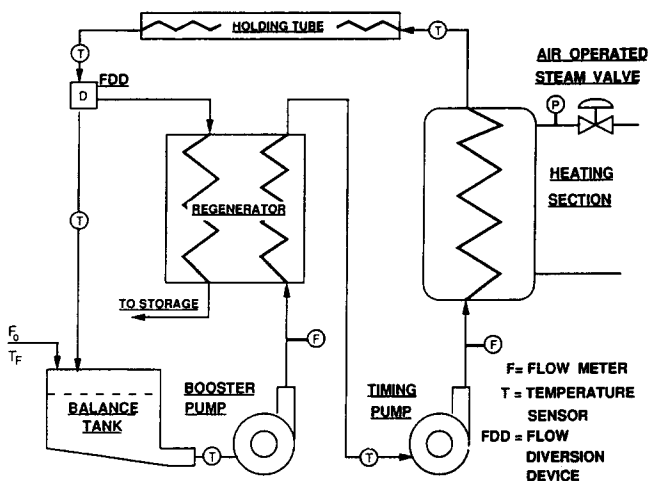 HOLDING TUBE
T
T
AIR OPERATED
STEAM VALVE
FDD
D
P
HEATING
SECTION
REGENERATOR
T
TO STORAGE
F₀
T_F
F
F
BALANCE
TANK
BOOSTER
PUMP
TIMING
PUMP
T
T
F= FLOW METER
T = TEMPERATURE
SENSOR
FDD = FLOW
DIVERSION
DEVICE